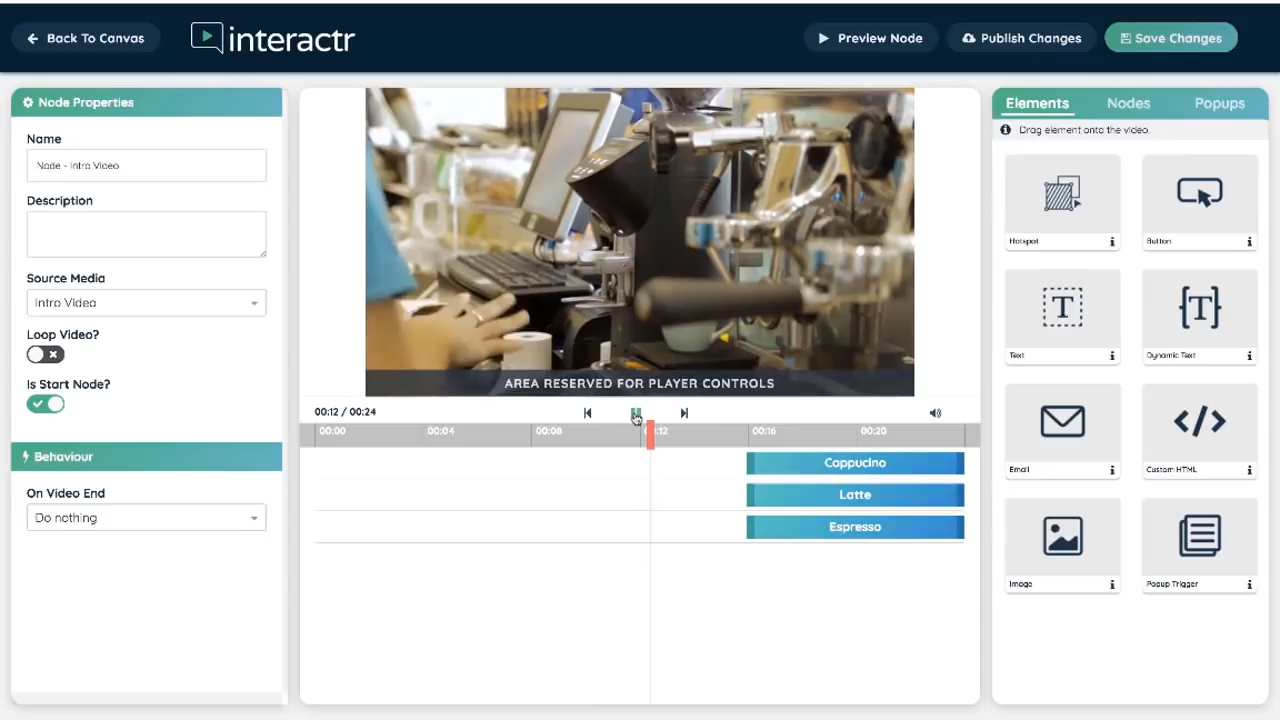 Back To Canvas
interactr
Preview Node
Publish Changes
Save Changes
Node Properties
Name
Node - Intro Video
Description
Source Media
Intro Video
Loop Video?
Is Start Node?
Behaviour
On Video End
Do nothing
AREA RESERVED FOR PLAYER CONTROLS
00:12 / 00:24
00:00
00:04
00:08
:12
00:16
00:20
Cappucino
Latte
Espresso
Elements
Nodes
Popups
Drag element onto the video.
Hotspot
Button
Text
Dynamic Text
Email
Custom HTML
Image
Popup Trigger